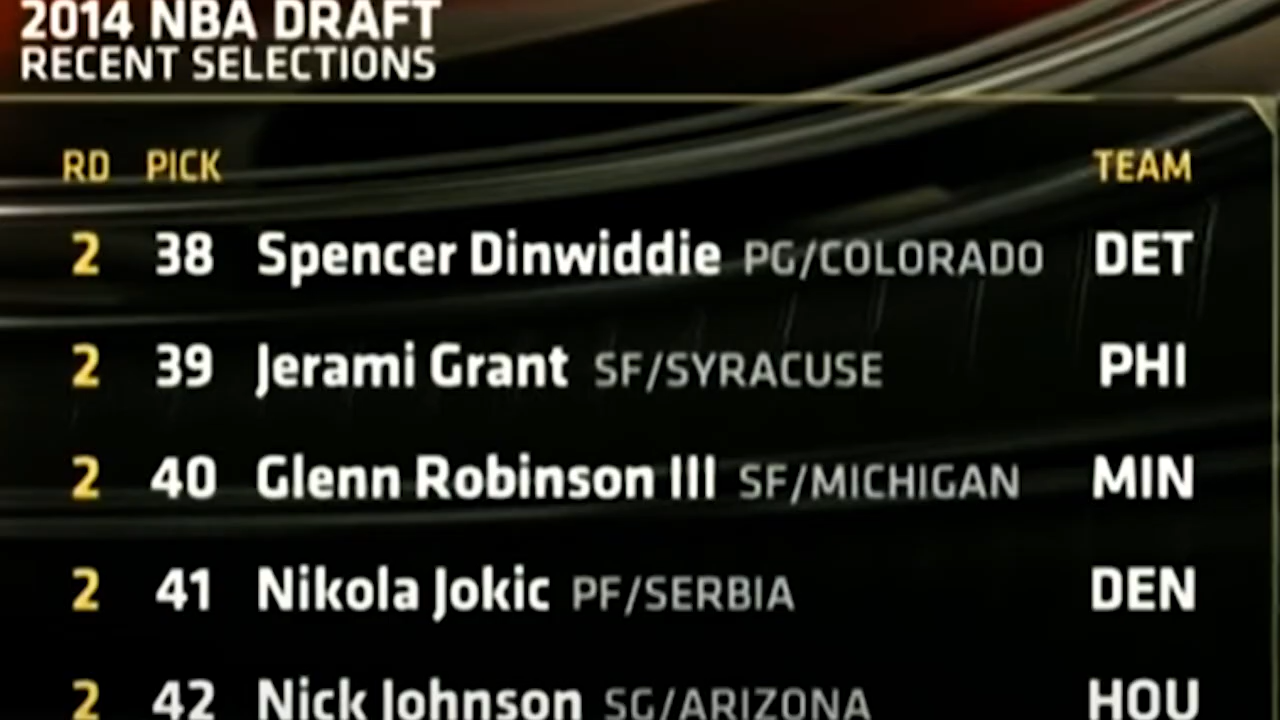 2014 NBA DRAFT
RECENT SELECTIONS
RD PICK TEAM
2 38 Spencer Dinwiddie PG/COLORADO DET
2 39 Jerami Grant SF/SYRACUSE PHI
2 40 Glenn Robinson III SF/MICHIGAN MIN
2 41 Nikola Jokic PF/SERBIA DEN
2 42 Nick Johnson SG/ARIZONA HOU